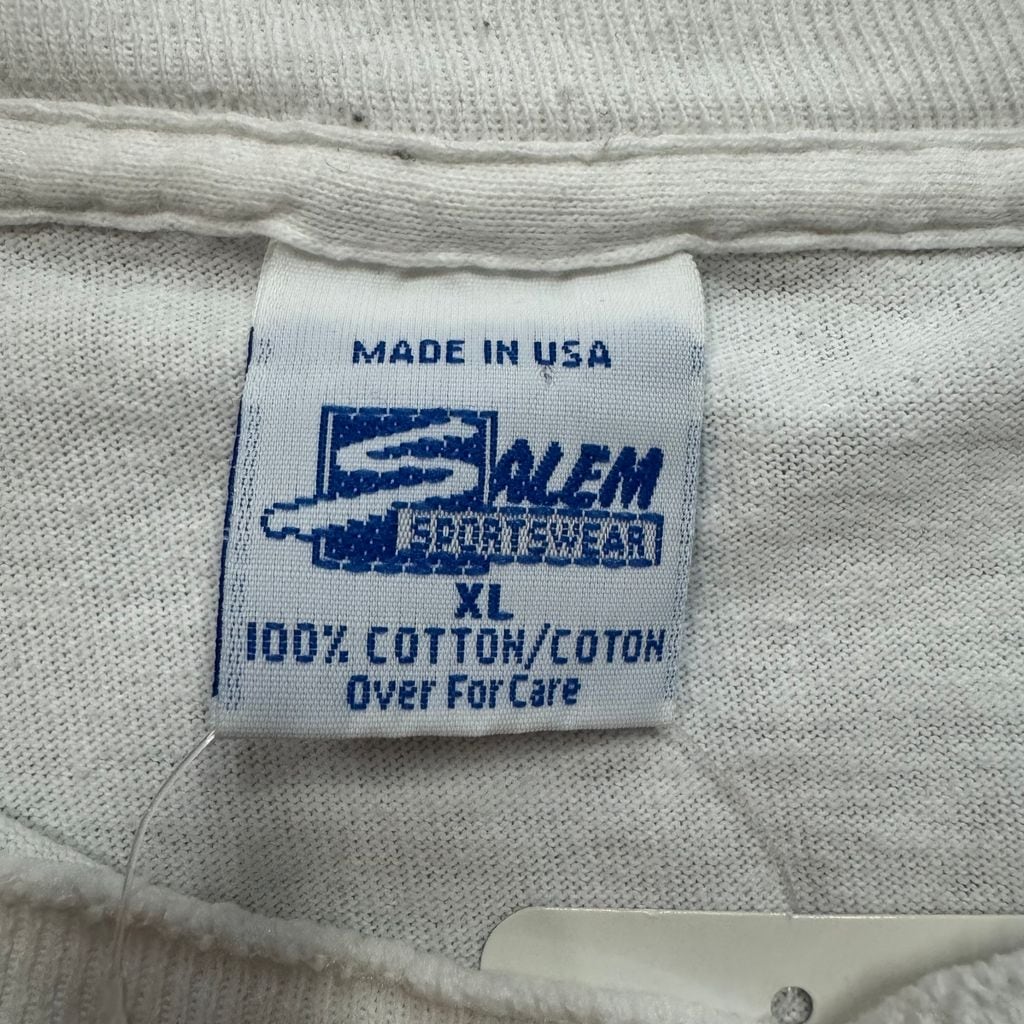 MADE IN USA
SALEM
SPORTSWEAR
XL
100% COTTON/COTON
Over For Care